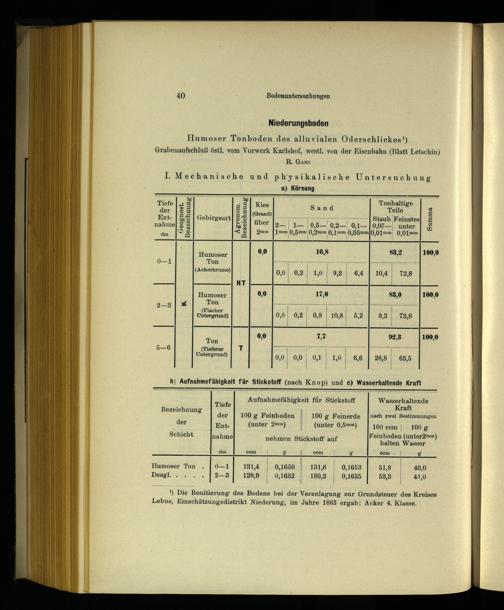 40 Bodenuntersuchungen
Niederungsboden
Humoser Tonboden des alluvialen Oderschlickes¹)
Grabenaufschluß östl. vom Vorwerk Karlshof, westl. von der Eisenbahn (Blatt Letschin)
R. GANS
I. Mechanische und physikalische Untersuchung
a) Körnung
Tiefe der Entnahme dm | Geognost. Bezeichnung | Gebirgsart | Agronom. Bezeichnung | Kies (Grand) über 2mm | Sand | Tonhaltige Teile | Summa
2—1mm | 1—0,5mm | 0,5—0,2mm | 0,2—0,1mm | 0,1—0,05mm | Staub 0,05—0,01mm | Feinstes unter 0,01mm
0—1 | Humoser Ton (Ackerkrume) | HT | 0,0 | 16,8 | 83,2 | 100,0
0,0 | 0,2 | 1,0 | 9,2 | 6,4 | 10,4 | 72,8
2—3 | Humoser Ton (Flacher Untergrund) | 0,0 | 17,0 | 83,0 | 100,0
0,0 | 0,2 | 0,8 | 10,8 | 5,2 | 9,2 | 73,8
5—6 | Ton (Tieferer Untergrund) | T | 0,0 | 7,7 | 92,3 | 100,0
0,0 | 0,0 | 0,1 | 1,0 | 6,6 | 28,8 | 63,5
b) Aufnahmefähigkeit für Stickstoff (nach Knop) und c) Wasserhaltende Kraft
Bezeichnung der Schicht | Tiefe der Entnahme dm | Aufnahmefähigkeit für Stickstoff | Wasserhaltende Kraft nach zwei Bestimmungen
100 g Feinboden (unter 2mm) | 100 g Feinerde (unter 0,5mm) | 100 ccm | 100 g
nehmen Stickstoff auf | Feinboden (unter 2mm) halten Wasser
ccm | g | ccm | g | ccm | g
Humoser Ton . | 0—1 | 131,4 | 0,1650 | 131,6 | 0,1653 | 51,9 | 40,0
Desgl. . . . . | 2—3 | 129,9 | 0,1632 | 130,2 | 0,1635 | 53,3
¹) Die Bonitierung des Bodens bei der Veranlagung zur Grundsteuer des Kreises
Lebus, Einschätzungsdistrikt Niederung, im Jahre 1863 ergab: Acker 4. Klasse.